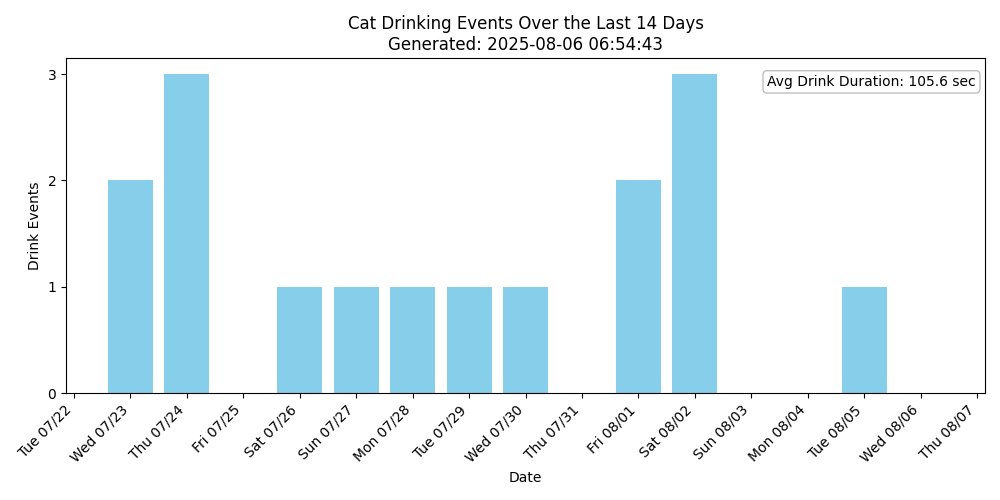 Cat Drinking Events Over the Last 14 Days
Generated: 2025-08-06 06:54:43
Avg Drink Duration: 105.6 sec
Drink Events
3
2
1
0
Tue 07/22
Wed 07/23
Thu 07/24
Fri 07/25
Sat 07/26
Sun 07/27
Mon 07/28
Tue 07/29
Wed 07/30
Thu 07/31
Fri 08/01
Sat 08/02
Sun 08/03
Mon 08/04
Tue 08/05
Wed 08/06
Thu 08/07
Date